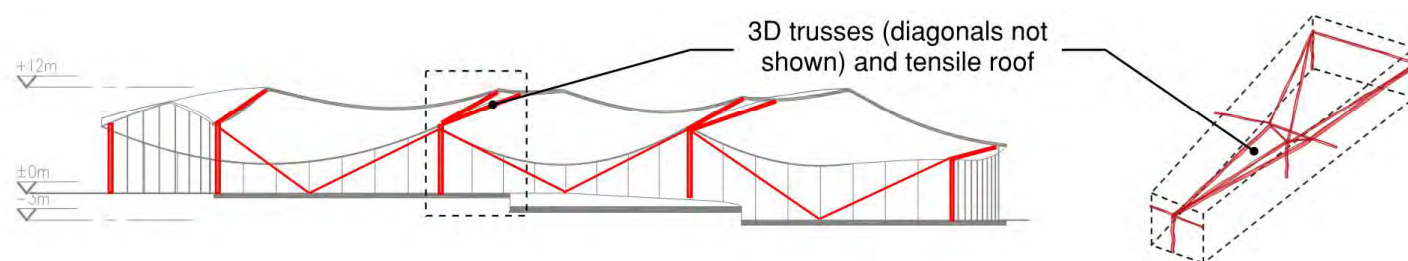 3D trusses (diagonals not
shown) and tensile roof
+12m
±0m
-3m